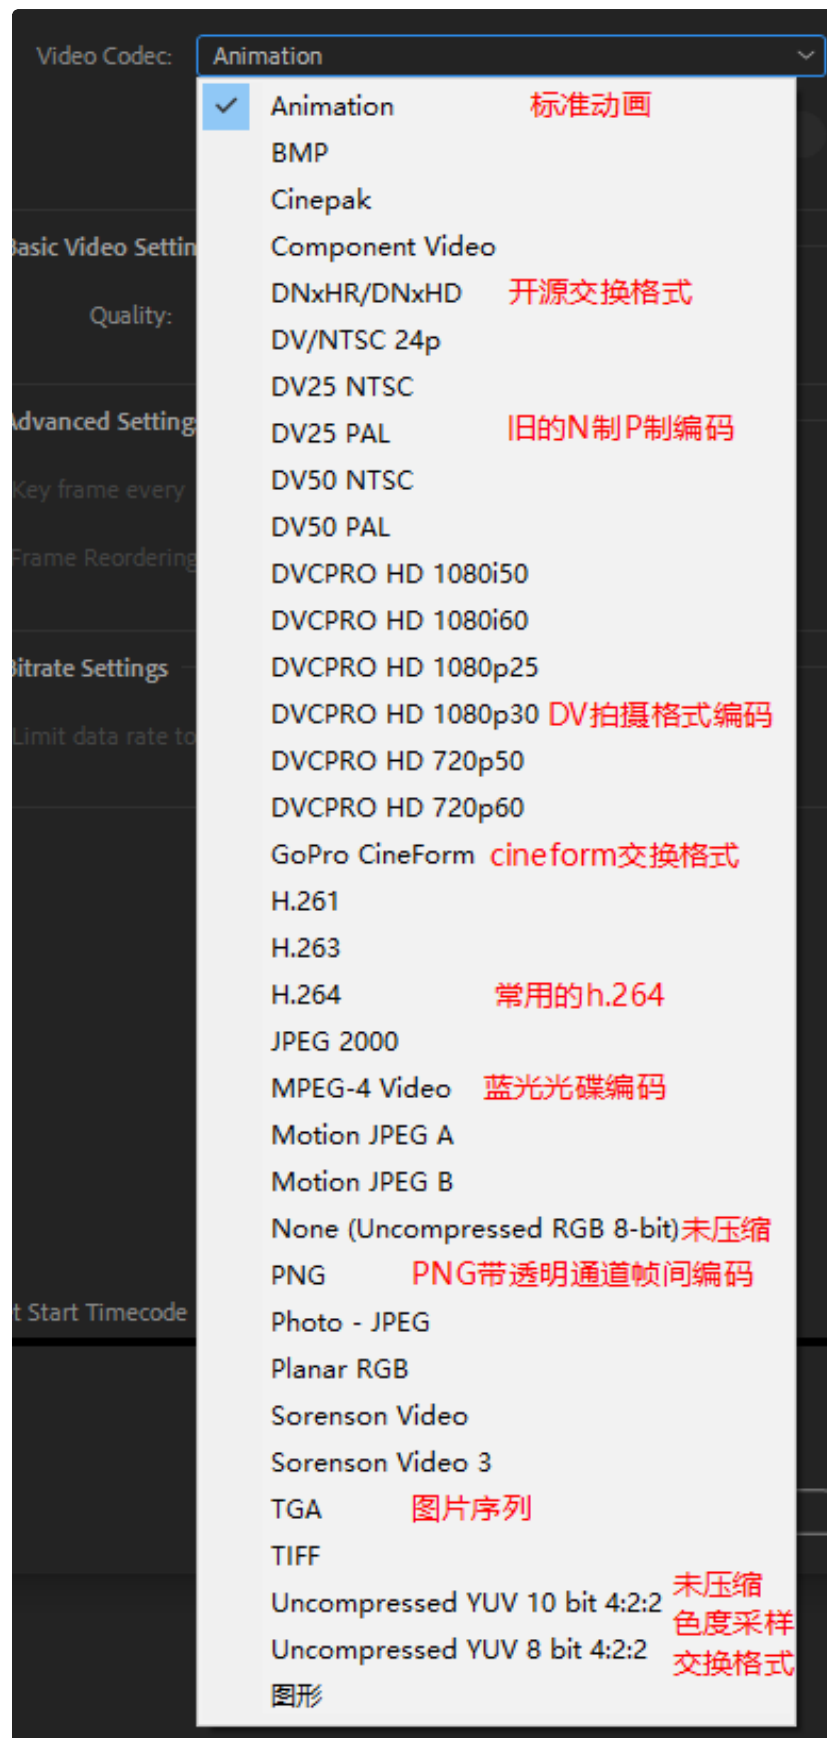 Video Codec: Animation
Animation 标准动画
BMP
Cinepak
Basic Video Settin
Component Video
DNxHR/DNxHD 开源交换格式
Quality:
DV/NTSC 24p
DV25 NTSC
Advanced Setting
DV25 PAL 旧的N制P制编码
Key frame every
DV50 NTSC
DV50 PAL
Frame Reordering
DVCPRO HD 1080i50
DVCPRO HD 1080i60
Bitrate Settings
DVCPRO HD 1080p25
DVCPRO HD 1080p30 DV拍摄格式编码
Limit data rate to
DVCPRO HD 720p50
DVCPRO HD 720p60
GoPro CineForm cineform交换格式
H.261
H.263
H.264 常用的h.264
JPEG 2000
MPEG-4 Video 蓝光光碟编码
Motion JPEG A
Motion JPEG B
None (Uncompressed RGB 8-bit) 未压缩
PNG PNG带透明通道帧间编码
t Start Timecode
Photo - JPEG
Planar RGB
Sorenson Video
Sorenson Video 3
TGA 图片序列
TIFF
Uncompressed YUV 10 bit 4:2:2 未压缩
色度采样
Uncompressed YUV 8 bit 4:2:2 交换格式
图形